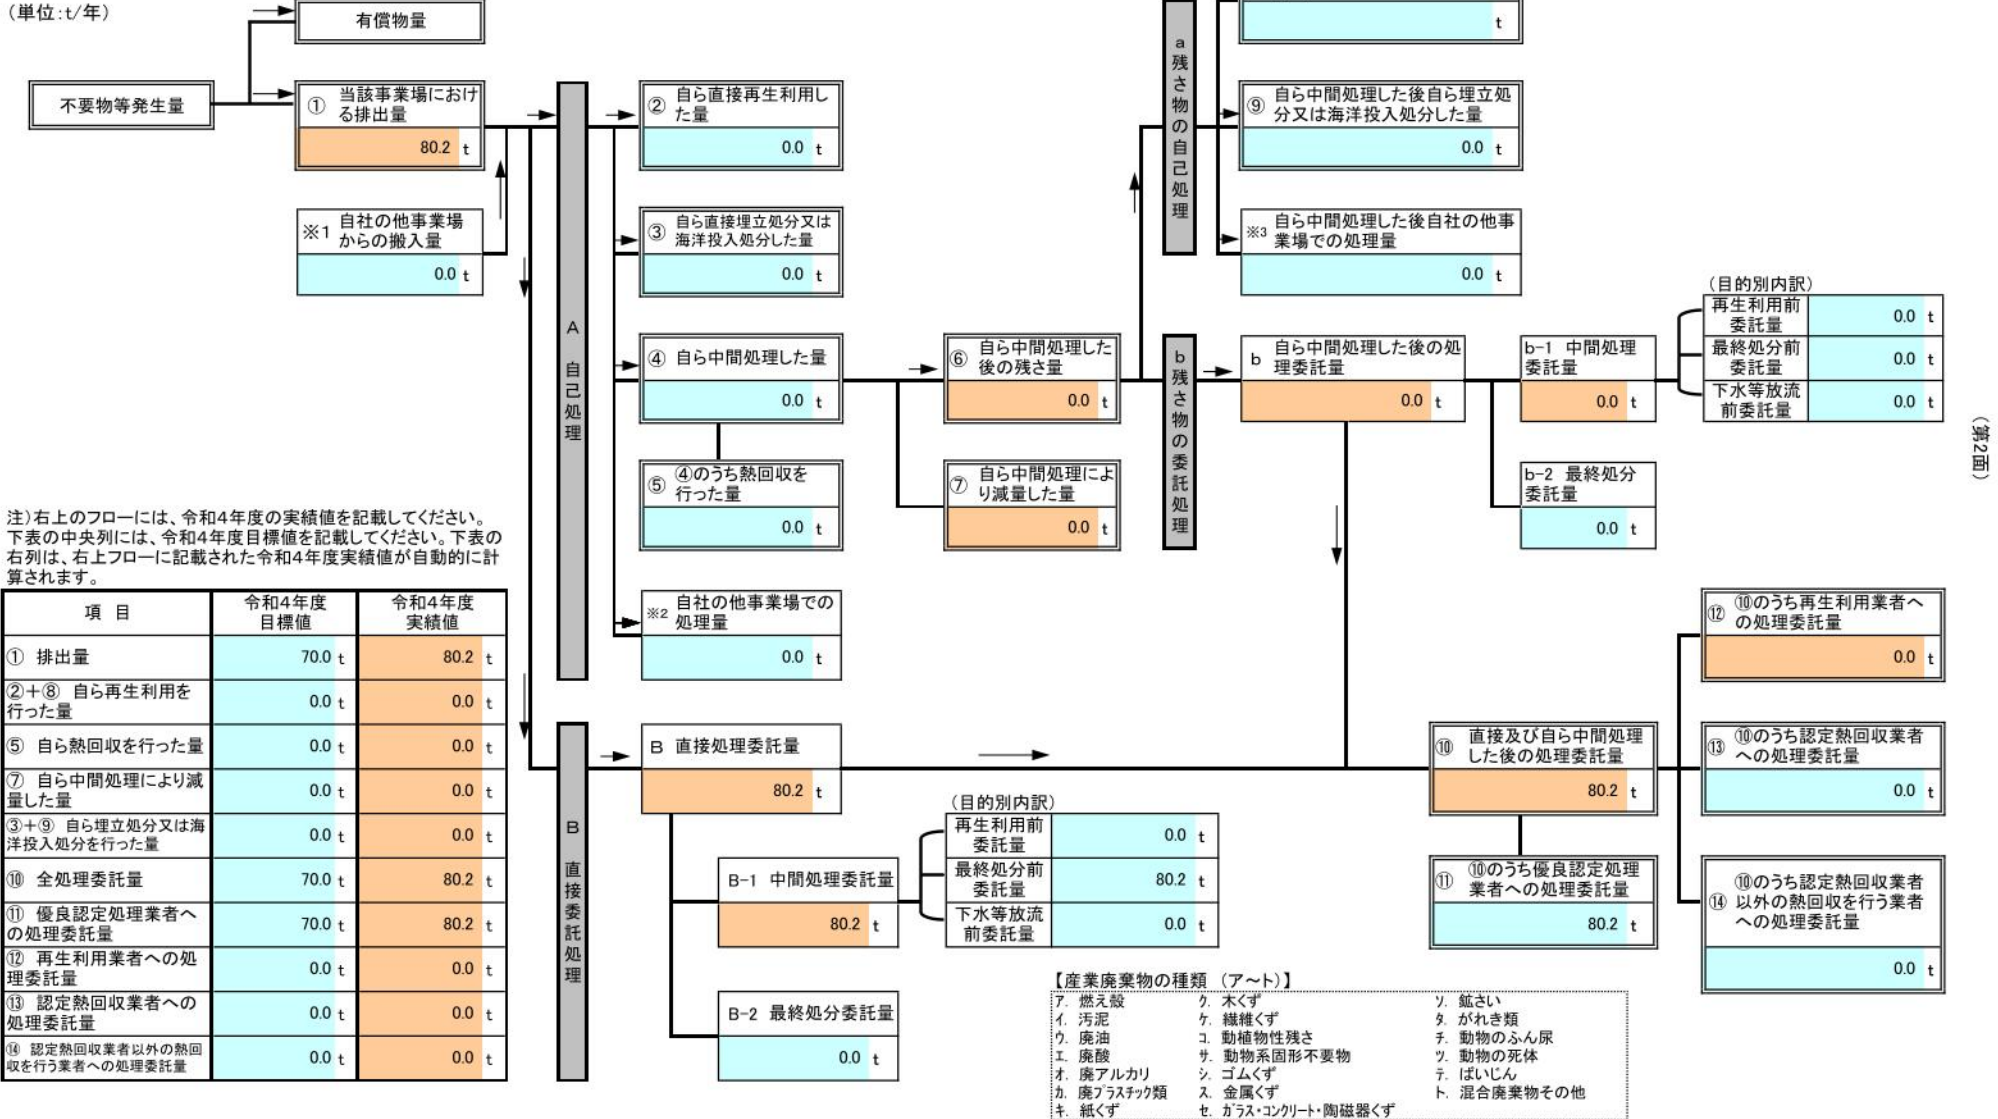 (単位:t/年)
有償物量
t
不要物等発生量
① 当該事業場におけ
る排出量
80.2 t
※1 自社の他事業場
からの搬入量
0.0 t
A 自己処理
② 自ら直接再生利用し
た量
0.0 t
③ 自ら直接埋立処分又は
海洋投入処分した量
0.0 t
④ 自ら中間処理した量
0.0 t
⑤ ④のうち熱回収を
行った量
0.0 t
※2 自社の他事業場での
処理量
0.0 t
⑥ 自ら中間処理した
後の残さ量
0.0 t
⑦ 自ら中間処理によ
り減量した量
0.0 t
a 残さ物の自己処理
⑨ 自ら中間処理した後自ら埋立処
分又は海洋投入処分した量
0.0 t
※3 自ら中間処理した後自社の他事
業場での処理量
0.0 t
b 残さ物の委託処理
b 自ら中間処理した後の処
理委託量
0.0 t
b-1 中間処理
委託量
0.0 t
b-2 最終処分
委託量
0.0 t
(目的別内訳)
再生利用前
委託量
0.0 t
最終処分前
委託量
0.0 t
下水等放流
前委託量
0.0 t
(第2面)
注)右上のフローには、令和4年度の実績値を記載してください。
下表の中央列には、令和4年度目標値を記載してください。下表の
右列は、右上フローに記載された令和4年度実績値が自動的に計
算されます。
項 目
令和4年度
目標値
令和4年度
実績値
① 排出量
70.0 t 80.2 t
②+⑧ 自ら再生利用を
行った量
0.0 t 0.0 t
⑤ 自ら熱回収を行った量
0.0 t 0.0 t
⑦ 自ら中間処理により減
量した量
0.0 t 0.0 t
③+⑨ 自ら埋立処分又は海
洋投入処分を行った量
0.0 t 0.0 t
⑩ 全処理委託量
70.0 t 80.2 t
⑪ 優良認定処理業者へ
の処理委託量
70.0 t 80.2 t
⑫ 再生利用業者への処
理委託量
0.0 t 0.0 t
⑬ 認定熱回収業者への
処理委託量
0.0 t 0.0 t
⑭ 認定熱回収業者以外の熱回
収を行う業者への処理委託量
0.0 t 0.0 t
B 直接委託処理
B 直接処理委託量
80.2 t
B-1 中間処理委託量
80.2 t
B-2 最終処分委託量
0.0 t
(目的別内訳)
再生利用前
委託量
0.0 t
最終処分前
委託量
80.2 t
下水等放流
前委託量
0.0 t
⑩ 直接及び自ら中間処理
した後の処理委託量
80.2 t
⑪ ⑩のうち優良認定処理
業者への処理委託量
80.2 t
⑫ ⑩のうち再生利用業者へ
の処理委託量
0.0 t
⑬ ⑩のうち認定熱回収業者
への処理委託量
0.0 t
⑭ ⑩のうち認定熱回収業者
以外の熱回収を行う業者
への処理委託量
0.0 t
【産業廃棄物の種類 (ア~ト)】
ア. 燃え殻 ク. 木くず ソ. 鉱さい
イ. 汚泥 ケ. 繊維くず タ. がれき類
ウ. 廃油 コ. 動植物性残さ チ. 動物のふん尿
エ. 廃酸 サ. 動物系固形不要物 ツ. 動物の死体
オ. 廃アルカリ シ. ゴムくず テ. ばいじん
カ. 廃プラスチック類 ス. 金属くず ト. 混合廃棄物その他
キ. 紙くず セ. ガラス・コンクリート・陶磁器くず